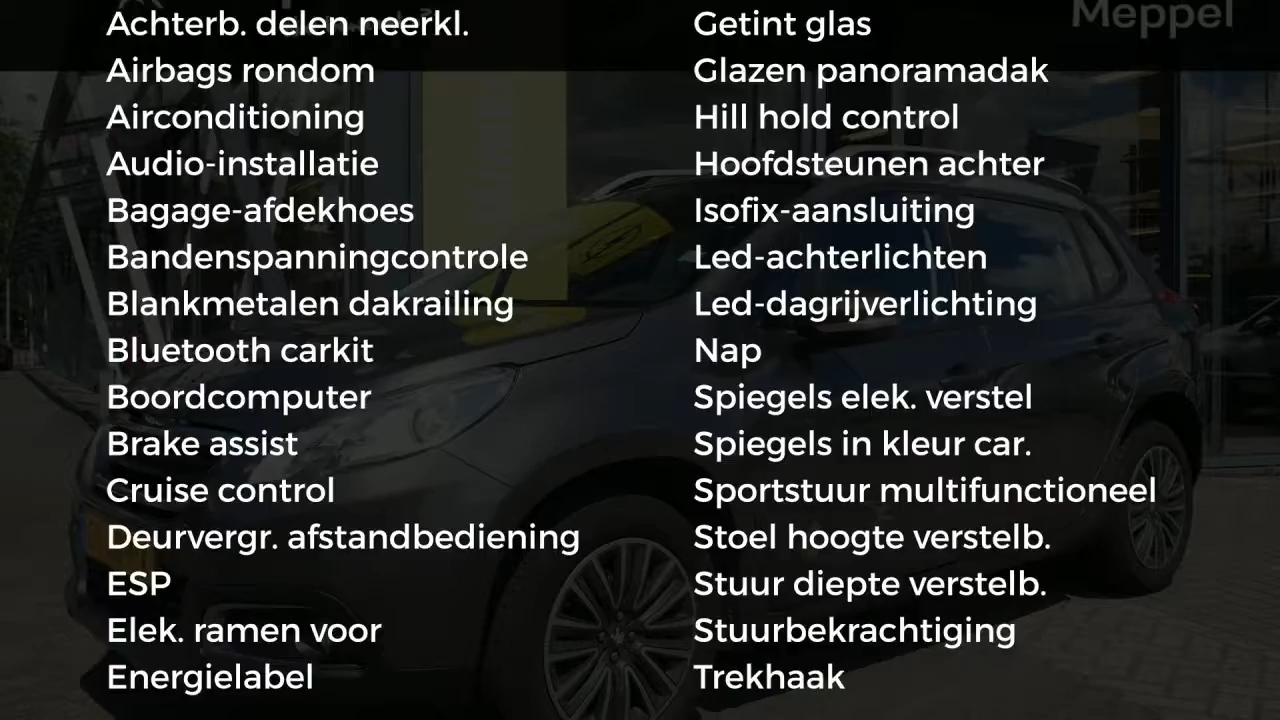 Meppel
Achterb. delen neerkl.
Airbags rondom
Airconditioning
Audio-installatie
Bagage-afdekhoes
Bandenspanningcontrole
Blankmetalen dakrailing
Bluetooth carkit
Boordcomputer
Brake assist
Cruise control
Deurvergr. afstandbediening
ESP
Elek. ramen voor
Energielabel
Getint glas
Glazen panoramadak
Hill hold control
Hoofdsteunen achter
Isofix-aansluiting
Led-achterlichten
Led-dagrijverlichting
Nap
Spiegels elek. verstel
Spiegels in kleur car.
Sportstuur multifunctioneel
Stoel hoogte verstelb.
Stuur diepte verstelb.
Stuurbekrachtiging
Trekhaak